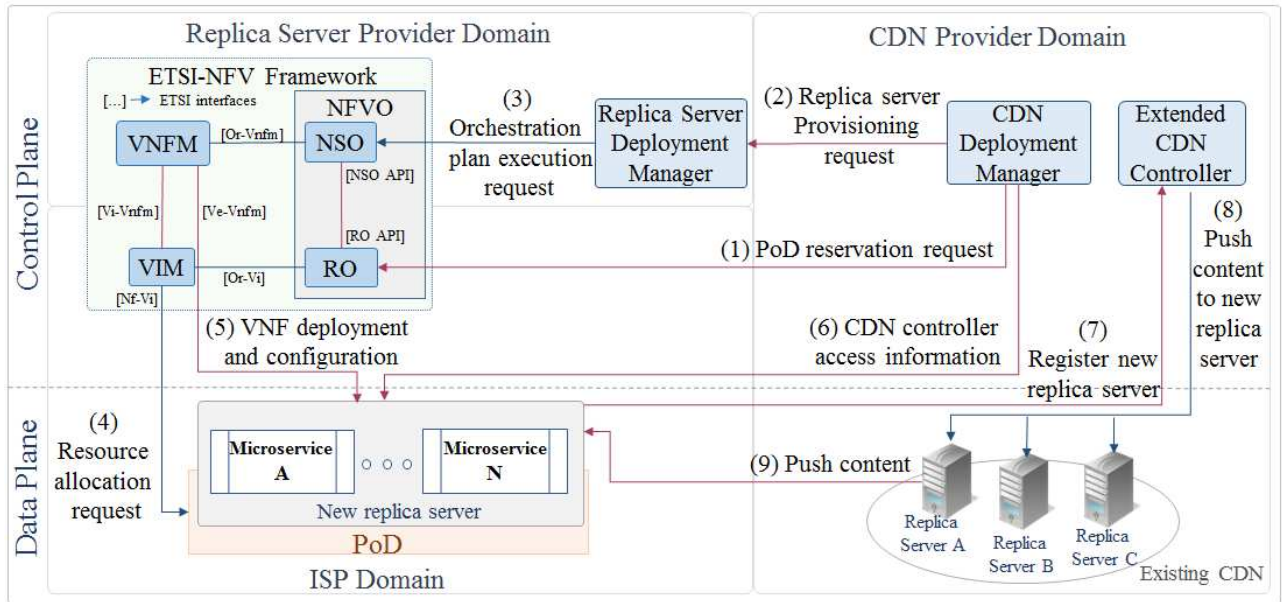 Replica Server Provider Domain
CDN Provider Domain
Control Plane
Data Plane
ETSI-NFV Framework
[...] ETSI interfaces
NFVO
VNFM
[Or-Vnfm]
NSO
[NSO API]
[Vi-Vnfm]
[Ve-Vnfm]
[RO API]
VIM
[Or-Vi]
RO
[Nf-Vi]
(3)
Orchestration
plan execution
request
Replica Server
Deployment
Manager
(2) Replica server
Provisioning
request
CDN
Deployment
Manager
Extended
CDN
Controller
(1) PoD reservation request
(8)
Push
content
to new
replica
server
(5) VNF deployment
and configuration
(6) CDN controller
access information
(7)
Register new
replica server
(4)
Resource
allocation
request
Microservice
A
Microservice
N
New replica server
PoD
ISP Domain
(9) Push content
Replica
Server A
Replica
Server B
Replica
Server C
Existing CDN